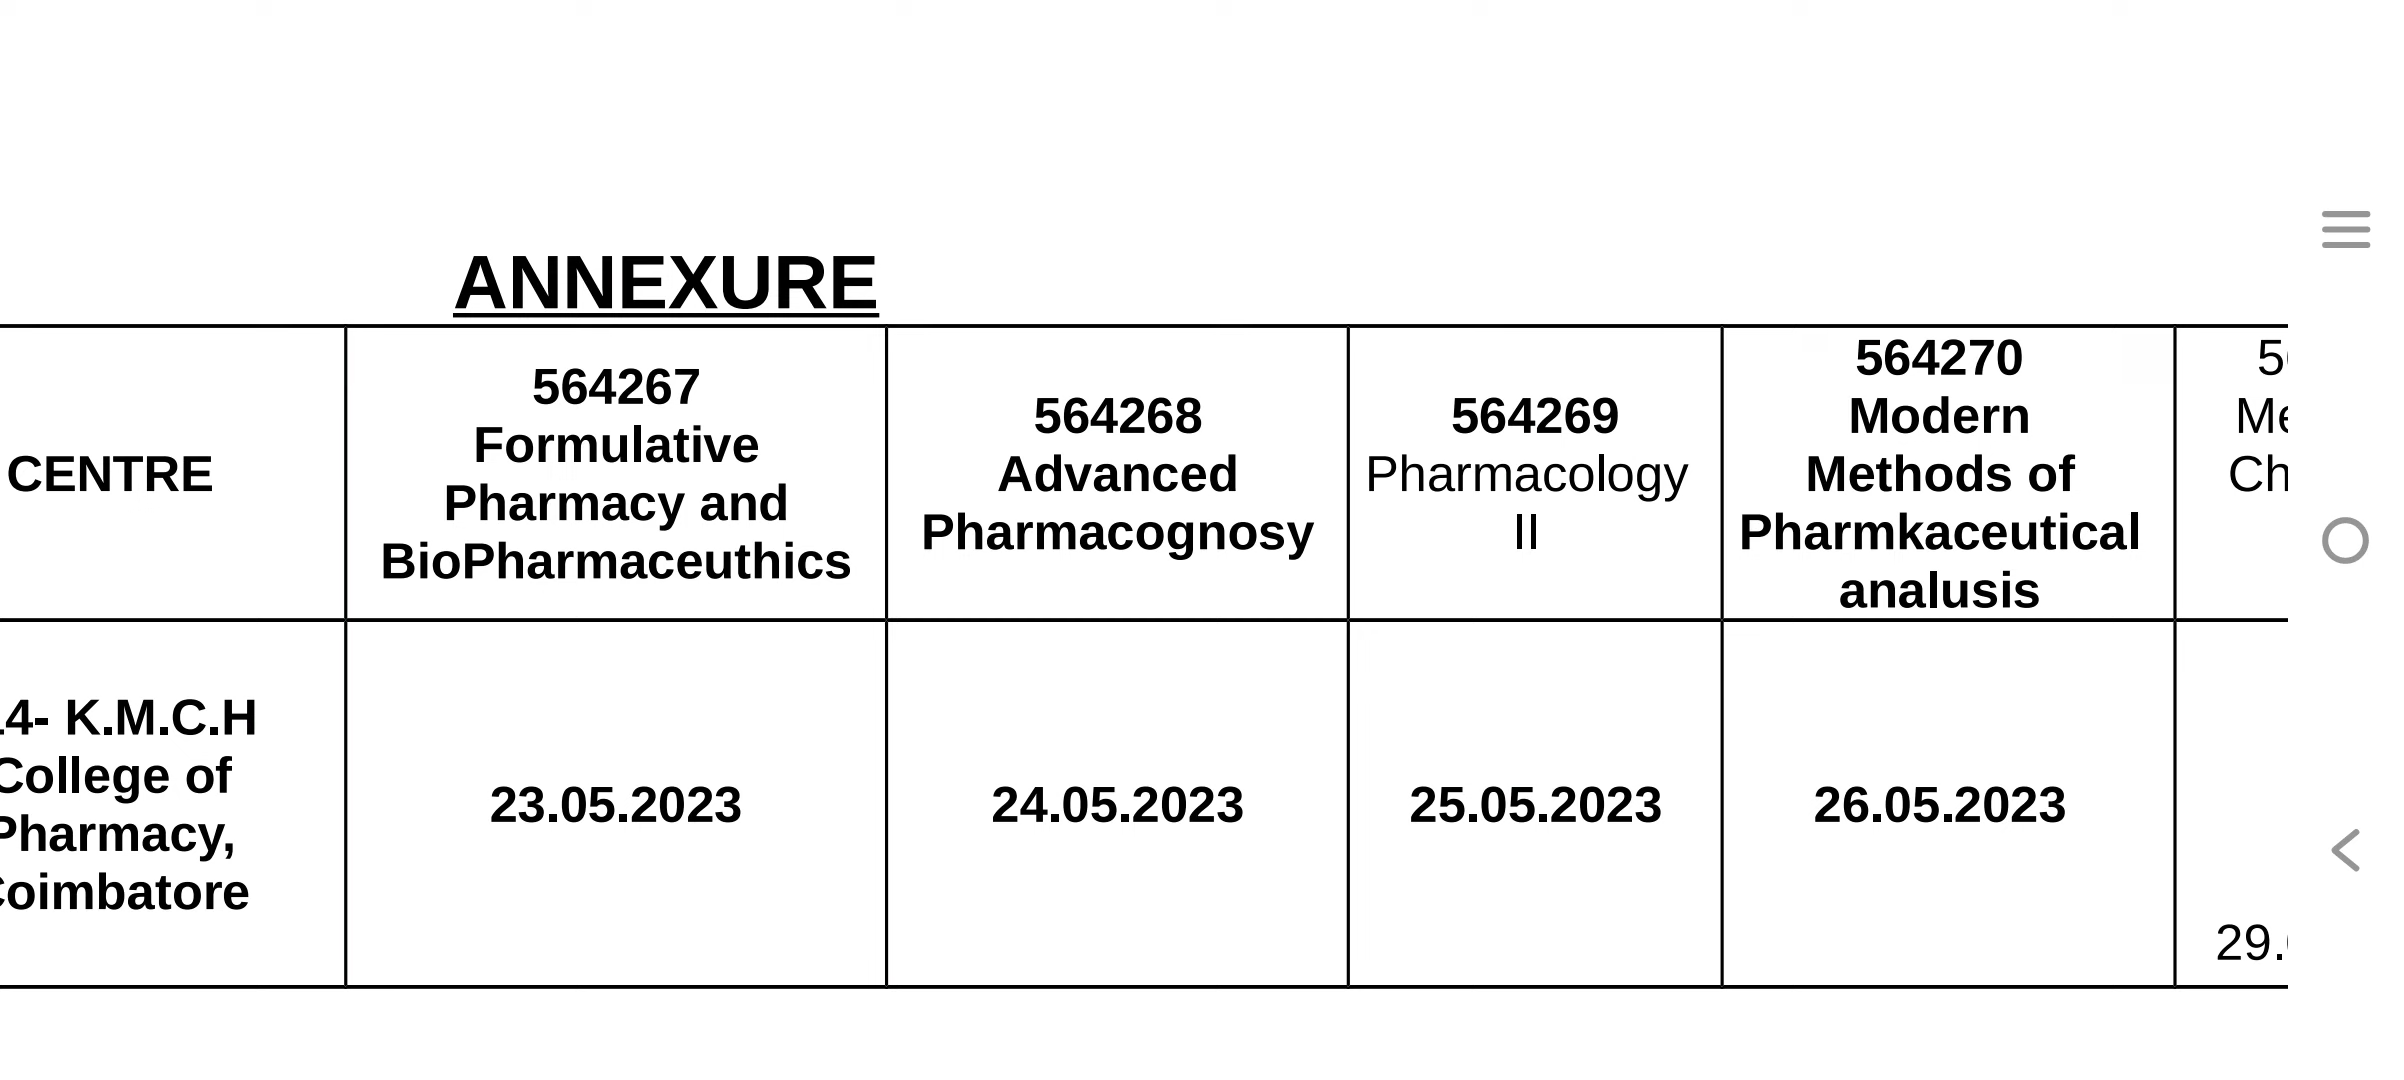 ANNEXURE
CENTRE
564267
Formulative
Pharmacy and
BioPharmaceuthics
564268
Advanced
Pharmacognosy
564269
Pharmacology
II
564270
Modern
Methods of
Pharmkaceutical
analusis
4- K.M.C.H
College of
Pharmacy,
Coimbatore
23.05.2023
24.05.2023
25.05.2023
26.05.2023
29.